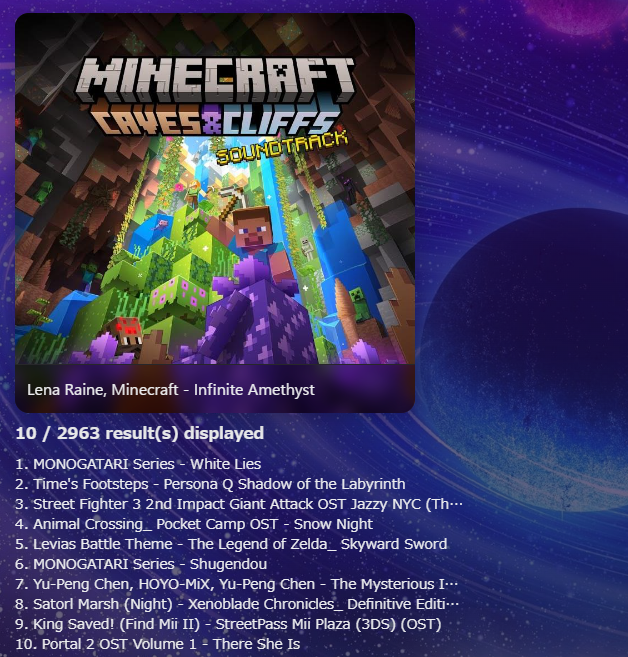 MINECRAFT
CAVES & CLIFFS
SOUNDTRACK
Lena Raine, Minecraft - Infinite Amethyst
10 / 2963 result(s) displayed
1. MONOGATARI Series - White Lies
2. Time's Footsteps - Persona Q Shadow of the Labyrinth
3. Street Fighter 3 2nd Impact Giant Attack OST Jazzy NYC (Th···
4. Animal Crossing_ Pocket Camp OST - Snow Night
5. Levias Battle Theme - The Legend of Zelda_ Skyward Sword
6. MONOGATARI Series - Shugendou
7. Yu-Peng Chen, HOYO-MiX, Yu-Peng Chen - The Mysterious I···
8. Satorl Marsh (Night) - Xenoblade Chronicles_ Definitive Editi···
9. King Saved! (Find Mii II) - StreetPass Mii Plaza (3DS) (OST)
10. Portal 2 OST Volume 1 - There She Is